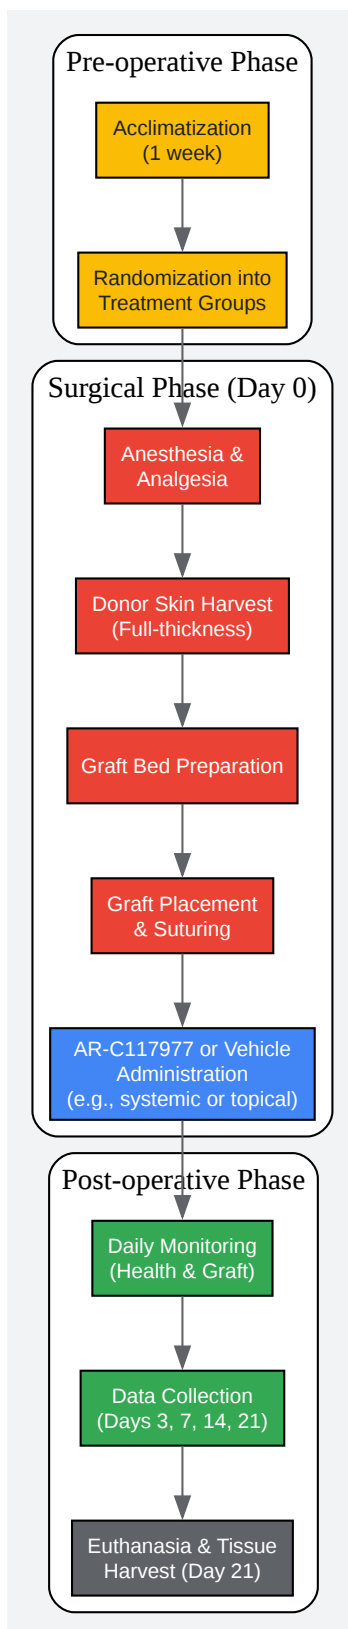 Pre-operative Phase
Acclimatization
(1 week)
Randomization into
Treatment Groups
Surgical Phase (Day 0)
Anesthesia &
Analgesia
Donor Skin Harvest
(Full-thickness)
Graft Bed Preparation
Graft Placement
& Suturing
AR-C117977 or Vehicle
Administration
(e.g., systemic or topical)
Post-operative Phase
Daily Monitoring
(Health & Graft)
Data Collection
(Days 3, 7, 14, 21)
Euthanasia & Tissue
Harvest (Day 21)